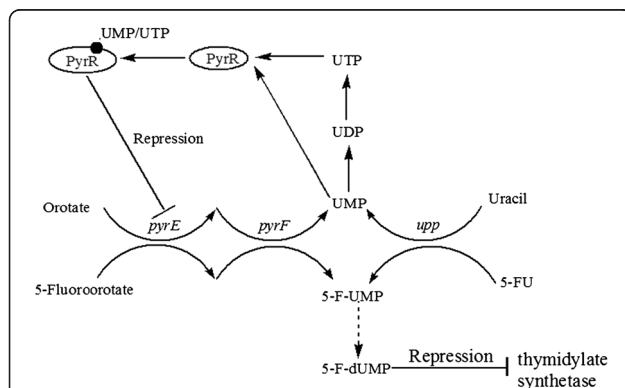 UMP/UTP
PyrR
PyrR
UTP
UDP
Repression
Orotate
UMP
Uracil
pyrE
pyrF
upp
5-Fluoroorotate
5-F-UMP
5-FU
5-F-dUMP
Repression
thymidylate
synthetase